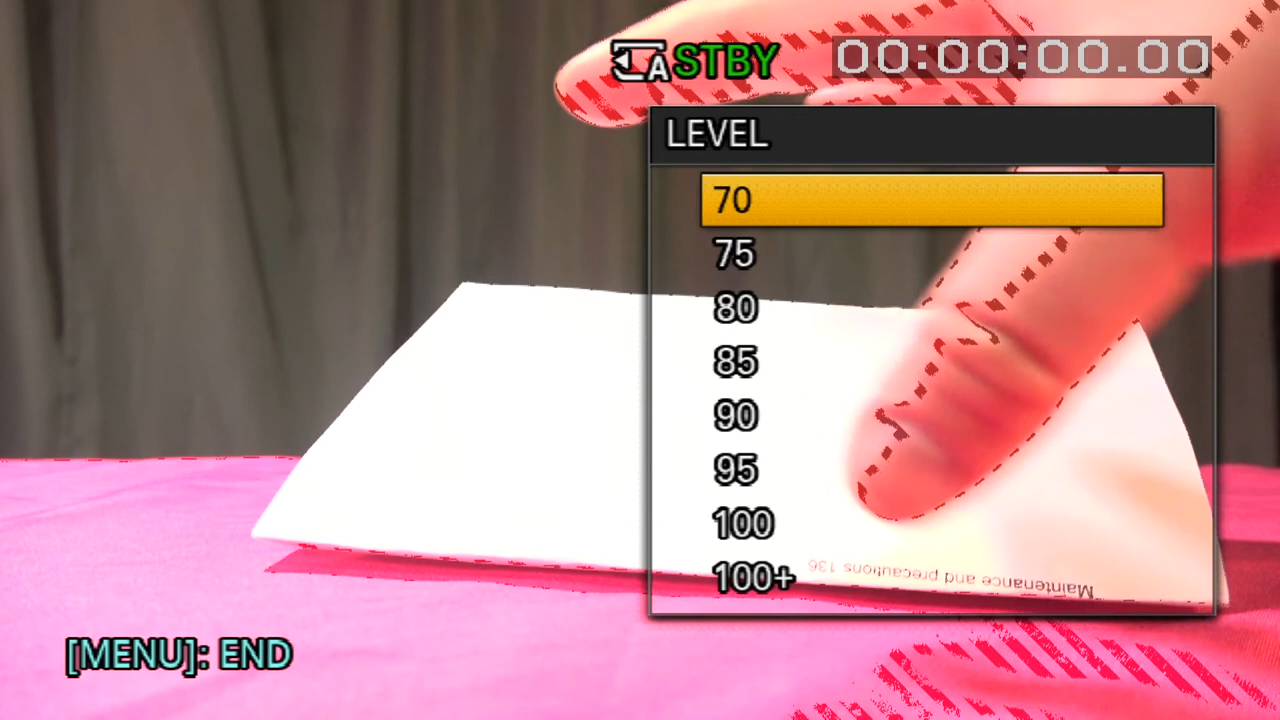 A STBY 00:00:00.00
LEVEL
70
75
80
85
90
95
100
100+
Maintenance and precautions 136
[MENU]: END